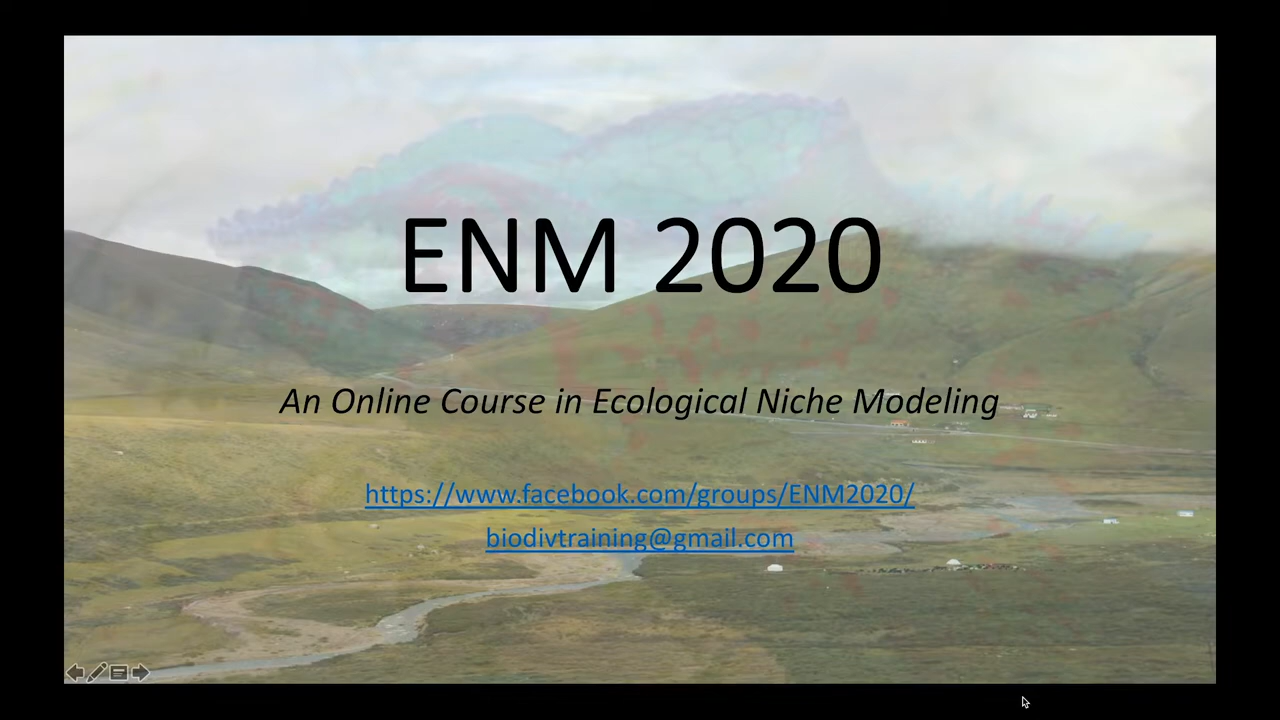 ENM 2020
An Online Course in Ecological Niche Modeling
https://www.facebook.com/groups/ENM2020/
biodivtraining@gmail.com